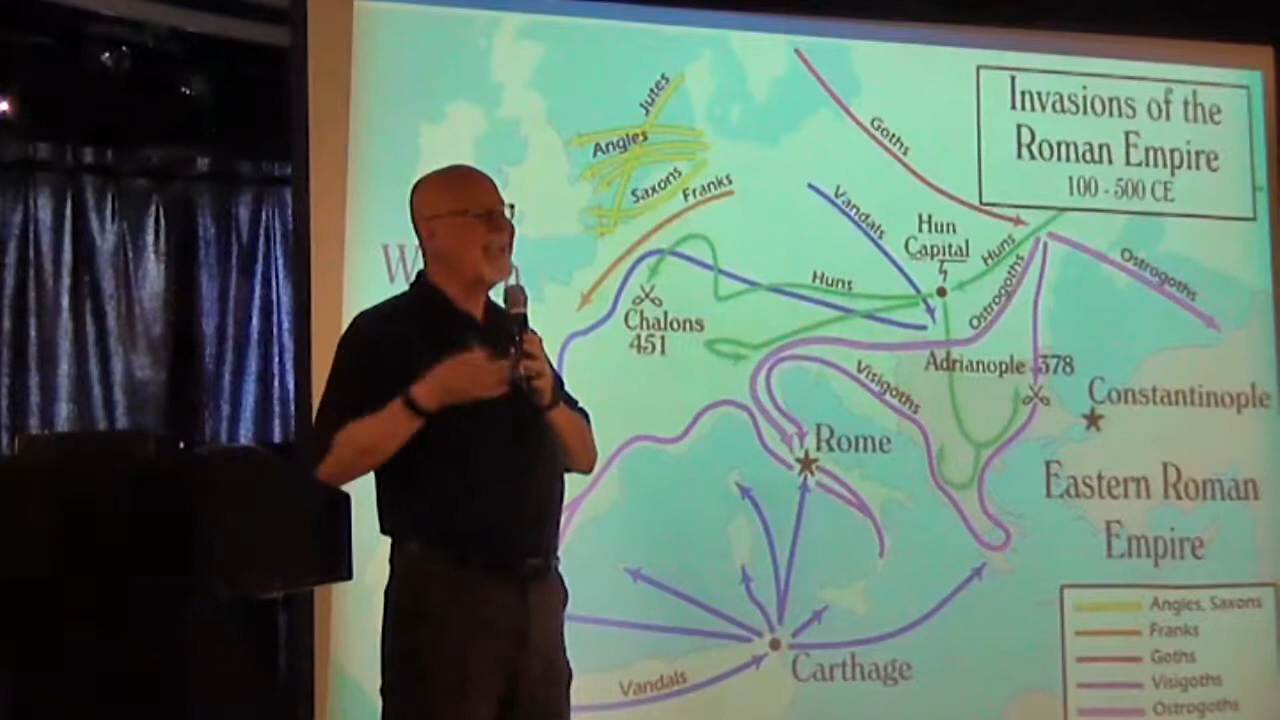 Invasions of the
Roman Empire
100 - 500 CE
Jutes
Angles
Saxons
Franks
Goths
Vandals
Hun
Capital
Huns
Ostrogoths
Ostrogoths
W
Huns
Chalons
451
Adrianople 378
Visigoths
Constantinople
Rome
Eastern Roman
Empire
Carthage
Vandals
Angles, Saxons
Franks
Goths
Visigoths
Ostrogoths